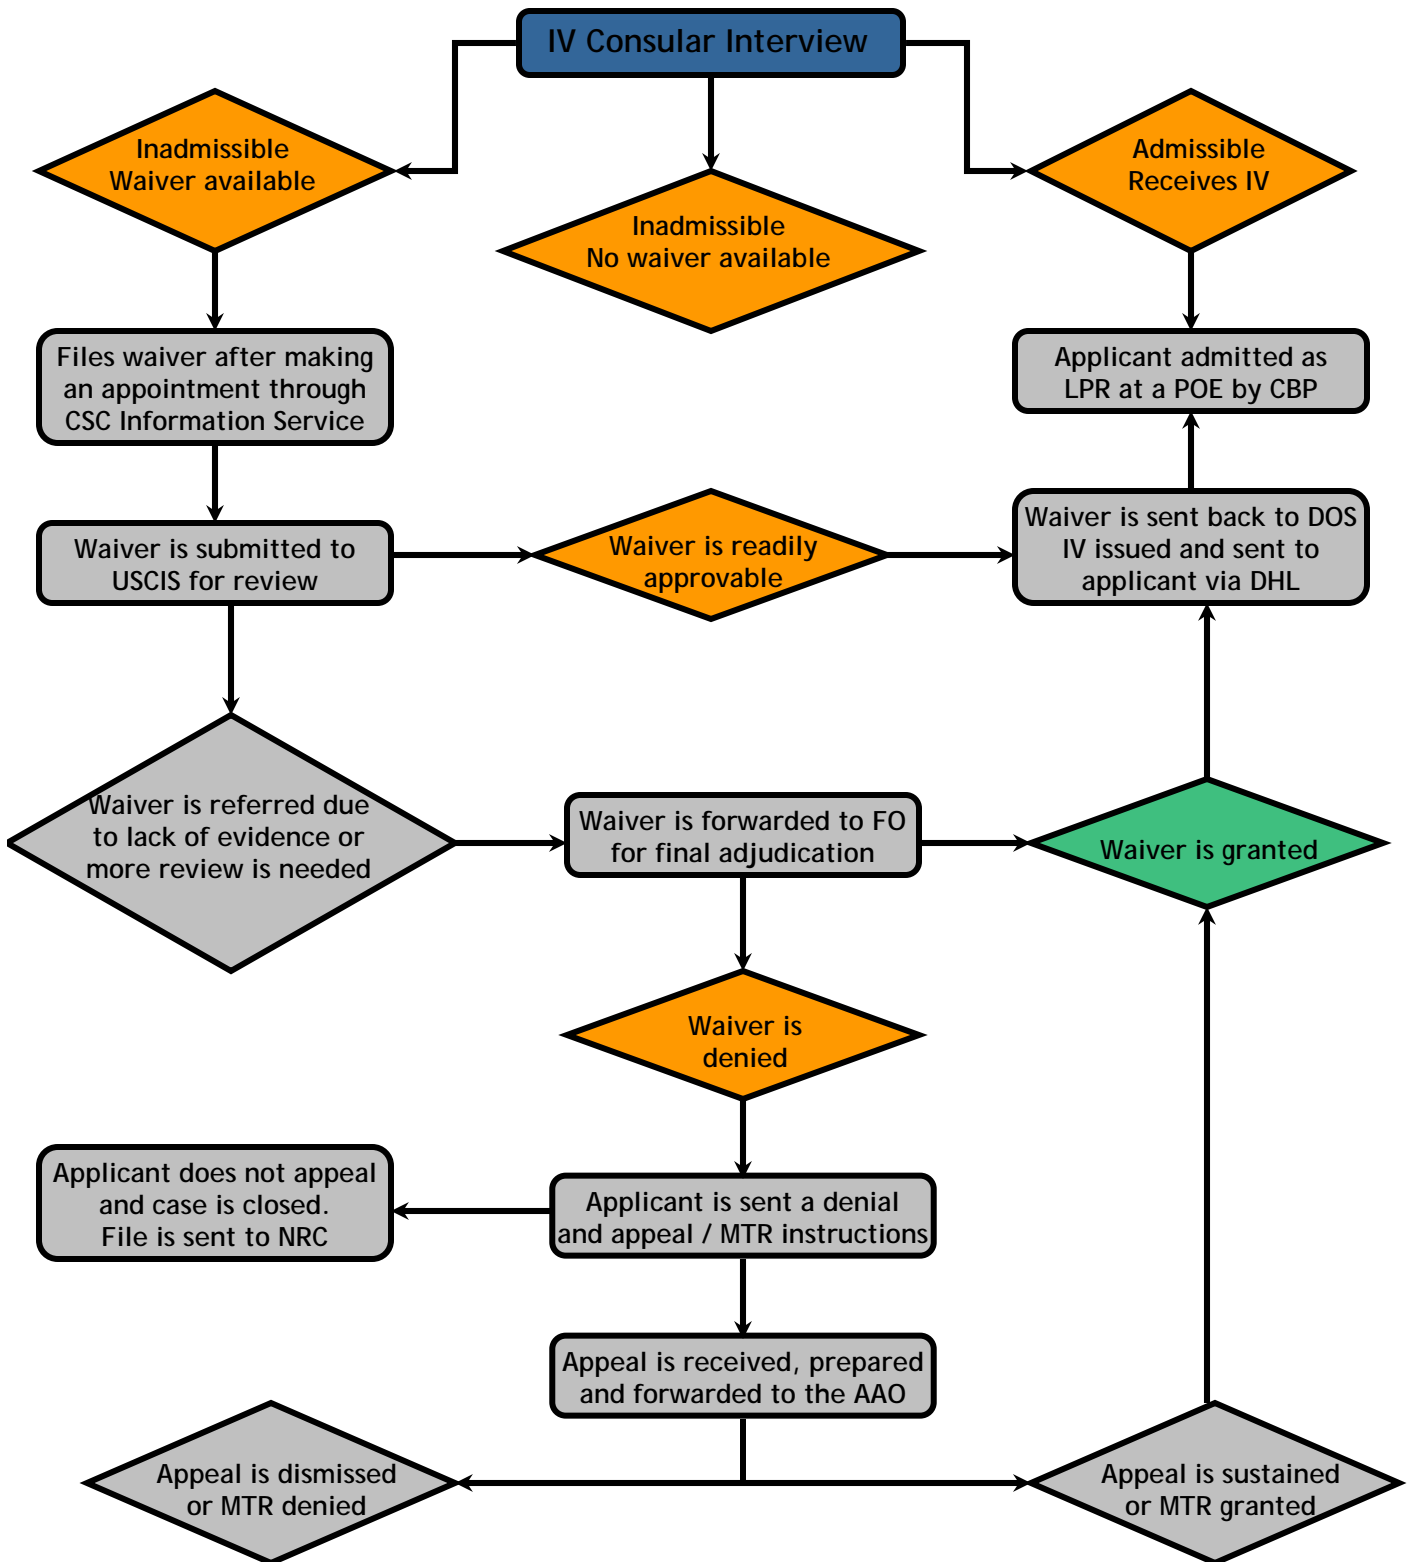 IV Consular Interview
Inadmissible
Waiver available
Admissible
Receives IV
Inadmissible
No waiver available
Files waiver after making
an appointment through
CSC Information Service
Applicant admitted as
LPR at a POE by CBP
Waiver is submitted to
USCIS for review
Waiver is readily
approvable
Waiver is sent back to DOS
IV issued and sent to
applicant via DHL
Waiver is referred due
to lack of evidence or
more review is needed
Waiver is forwarded to FO
for final adjudication
Waiver is granted
Waiver is
denied
Applicant does not appeal
and case is closed.
File is sent to NRC
Applicant is sent a denial
and appeal / MTR instructions
Appeal is received, prepared
and forwarded to the AAO
Appeal is dismissed
or MTR denied
Appeal is sustained
or MTR granted